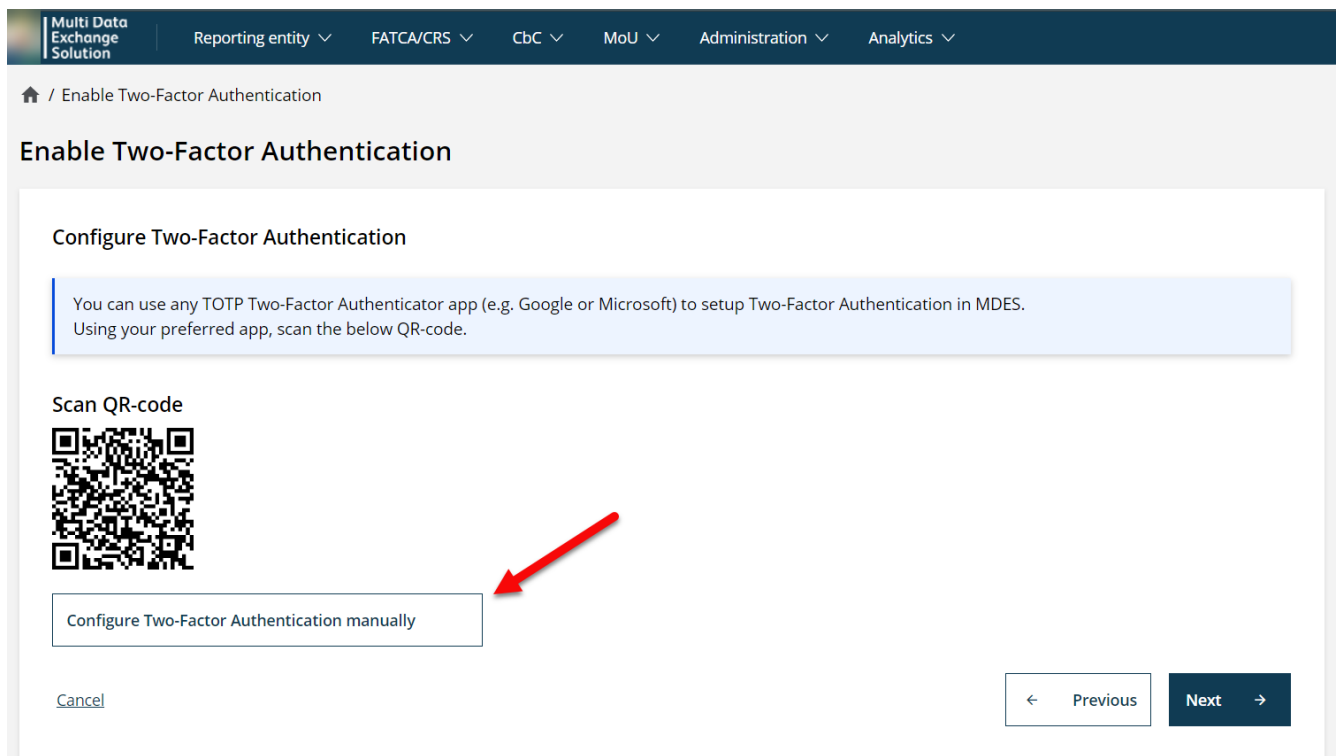 Multi Data
Exchange
Solution
Reporting entity
FATCA/CRS
CbC
MoU
Administration
Analytics
/ Enable Two-Factor Authentication
Enable Two-Factor Authentication
Configure Two-Factor Authentication
You can use any TOTP Two-Factor Authenticator app (e.g. Google or Microsoft) to setup Two-Factor Authentication in MDES.
Using your preferred app, scan the below QR-code.
Scan QR-code
Configure Two-Factor Authentication manually
Cancel
Previous
Next